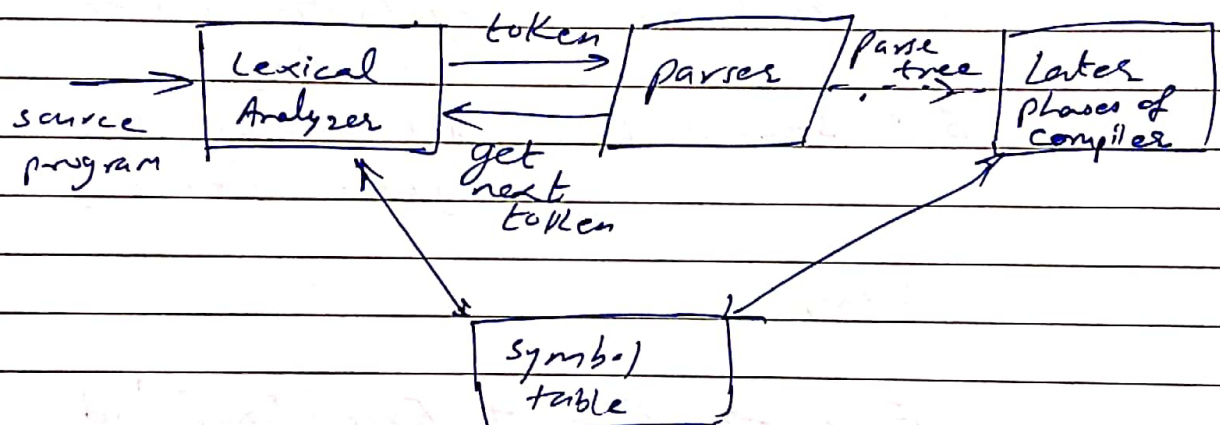 source
program
Lexical
Analyzer
token
get
next
token
parser
parse
tree
Later
phases of
compiler
symbol
table